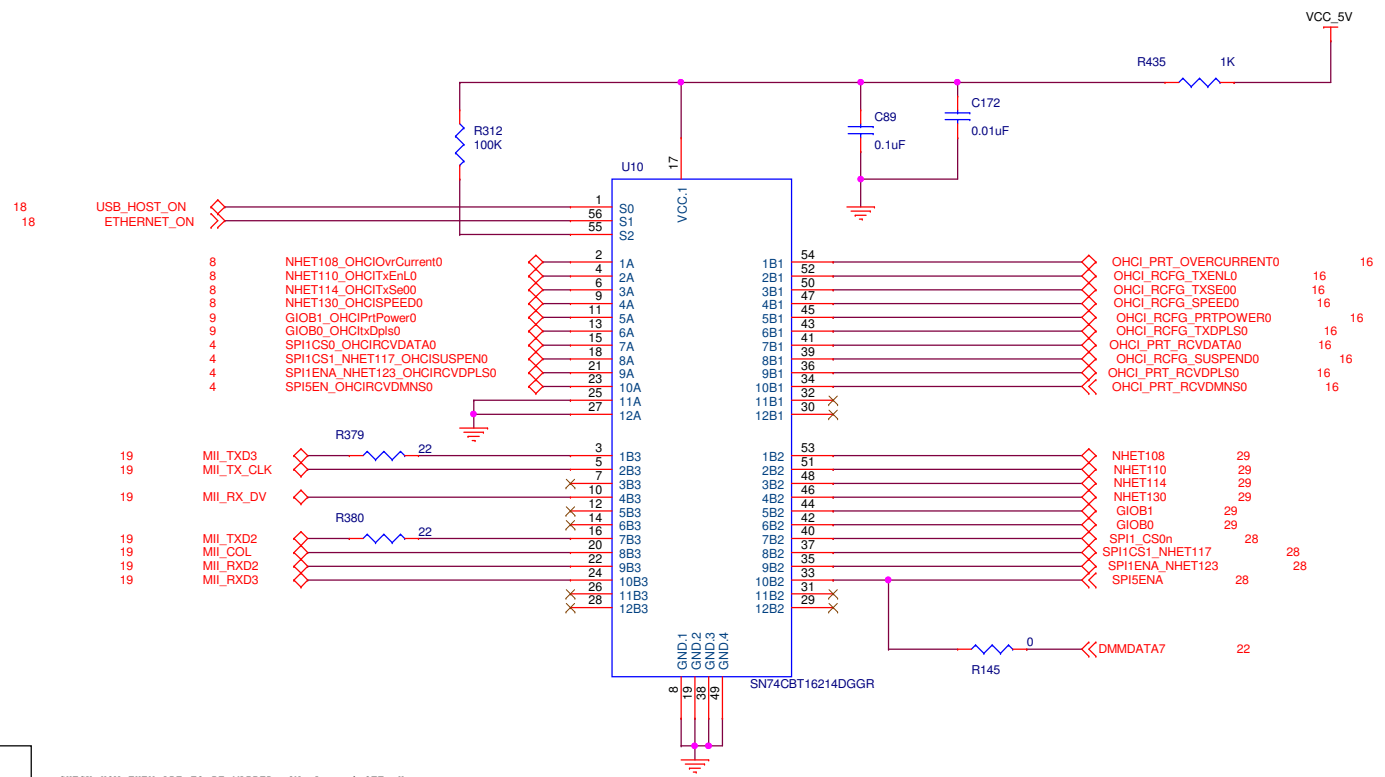 VCC_5V
R435 1K
C172
0.01uF
C89
0.1uF
R312
100K
U10
17
VCC.1
18 USB_HOST_ON 1 S0
18 ETHERNET_ON 56 S1
55 S2
8 NHET108_OHCIOvrCurrent0 2 1A 1B1 54 OHCI_PRT_OVERCURRENT0 16
8 NHET110_OHCITxEnL0 4 2A 2B1 52 OHCI_RCFG_TXENL0 16
8 NHET114_OHCITxSe00 6 3A 3B1 50 OHCI_RCFG_TXSE00 16
8 NHET130_OHCISPEED0 9 4A 4B1 47 OHCI_RCFG_SPEED0 16
9 GIOB1_OHCIPrtPower0 11 5A 5B1 45 OHCI_RCFG_PRTPOWER0 16
9 GIOB0_OHCItxDpls0 13 6A 6B1 43 OHCI_RCFG_TXDPLS0 16
4 SPI1CS0_OHCIRCVDATA0 15 7A 7B1 41 OHCI_PRT_RCVDATA0 16
4 SPI1CS1_NHET117_OHCISUSPEN0 18 8A 8B1 39 OHCI_RCFG_SUSPEND0 16
4 SPI1ENA_NHET123_OHCIRCVDPLS0 21 9A 9B1 36 OHCI_PRT_RCVDPLS0 16
4 SPI5EN_OHCIRCVDMNS0 23 10A 10B1 34 OHCI_PRT_RCVDMNS0 16
25 11A 11B1 32
27 12A 12B1 30
R379
19 MII_TXD3 22 3 1B3 1B2 53 NHET108 29
19 MII_TX_CLK 5 2B3 2B2 51 NHET110 29
7 3B3 3B2 48 NHET114 29
19 MII_RX_DV 10 4B3 4B2 46 NHET130 29
12 5B3 5B2 44 GIOB1 29
R380
14 6B3 6B2 42 GIOB0 29
19 MII_TXD2 22 16 7B3 7B2 40 SPI1_CS0n 28
19 MII_COL 20 8B3 8B2 37 SPI1CS1_NHET117 28
19 MII_RXD2 22 9B3 9B2 35 SPI1ENA_NHET123 28
19 MII_RXD3 24 10B3 10B2 33 SPI5ENA 28
26 11B3 11B2 31
28 12B3 12B2 29
0 DMMDATA7 22
R145
GND.1 GND.2 GND.3 GND.4
SN74CBT16214DGGR
8 19 38 49